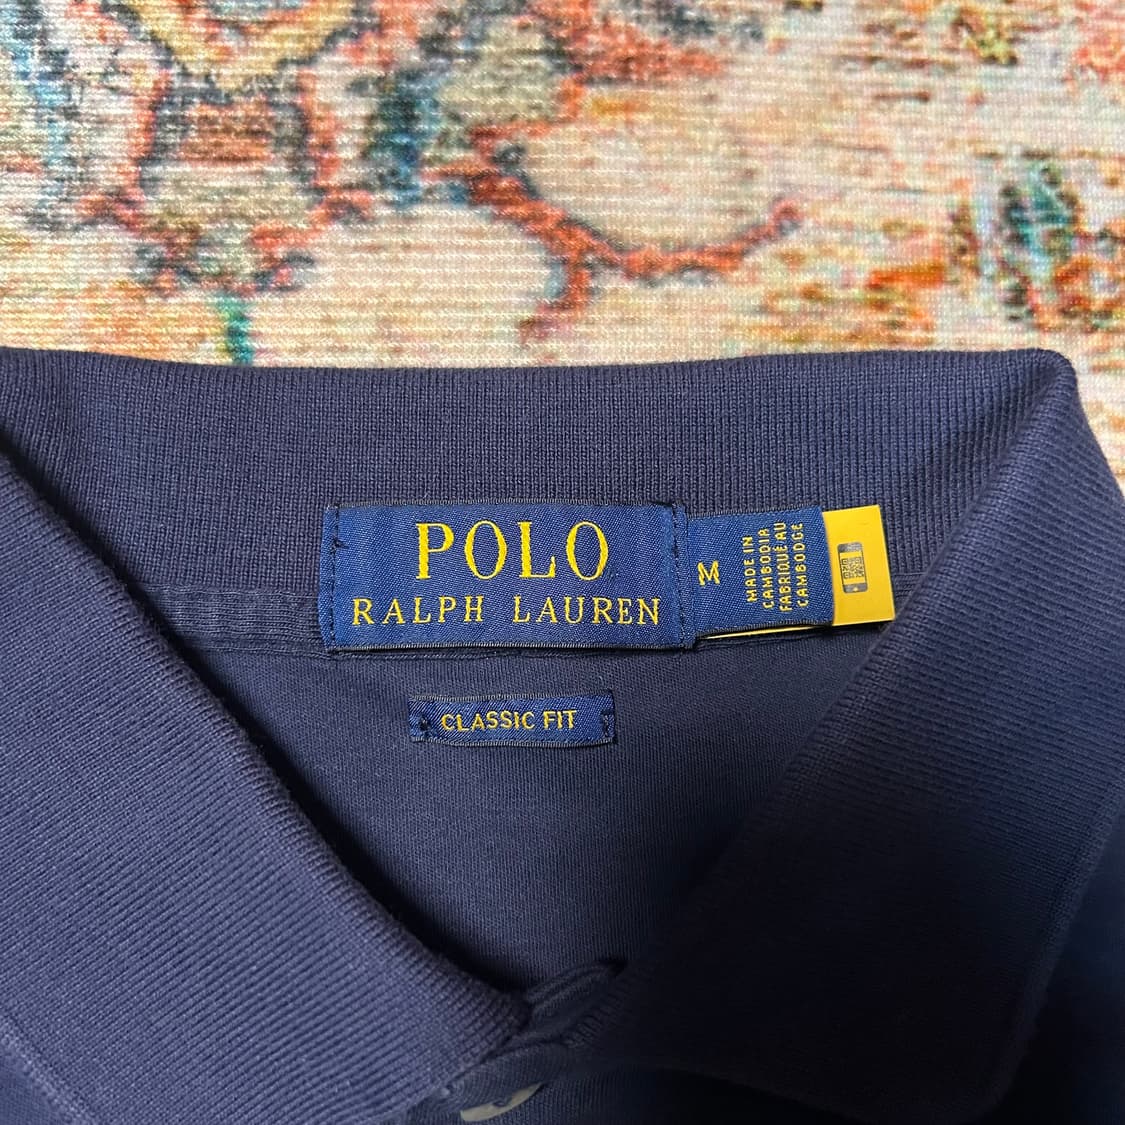 POLO
RALPH LAUREN
M
MADE IN
CAMBODIA
FABRIQUÉ AU
CAMBODGE
CLASSIC FIT